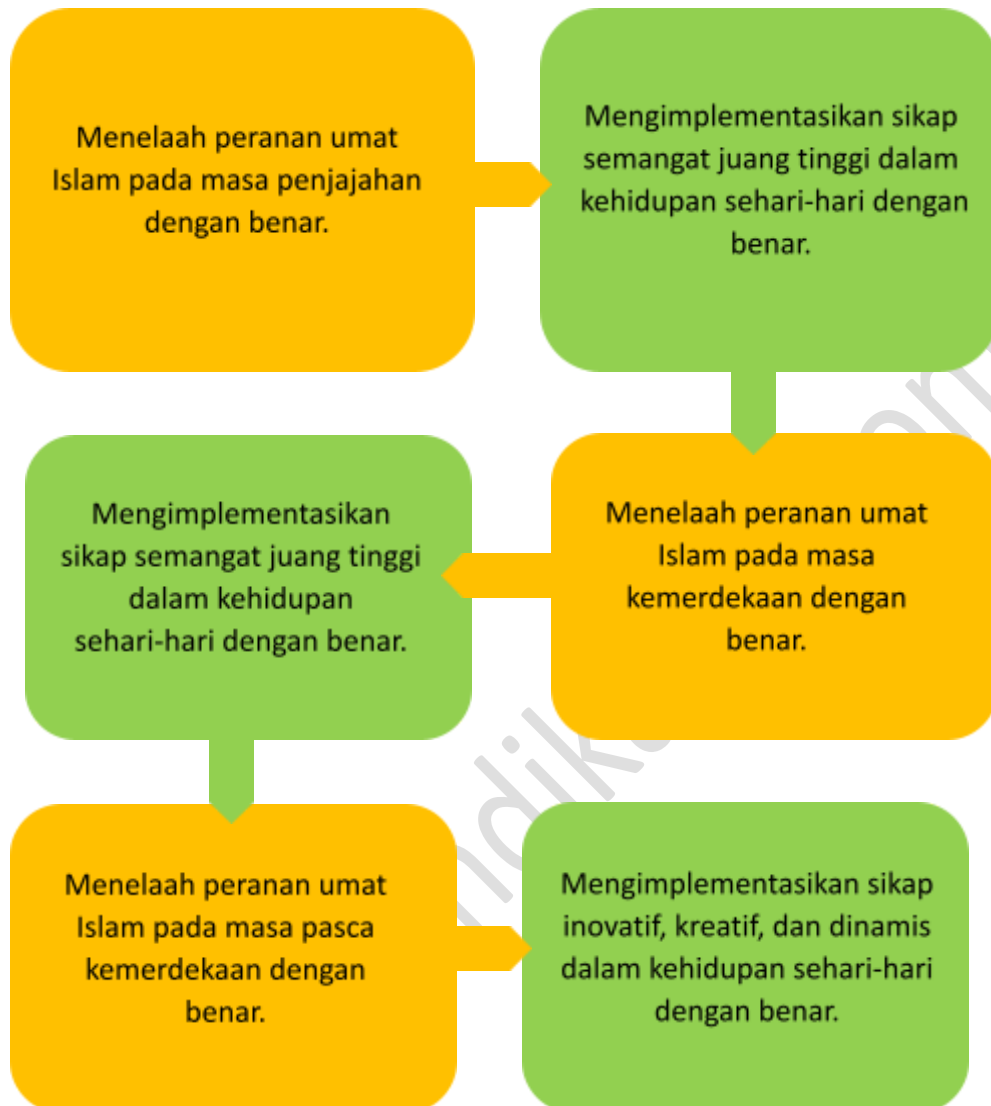 Menelaah peranan umat
Islam pada masa penjajahan
dengan benar.
Mengimplementasikan sikap
semangat juang tinggi dalam
kehidupan sehari-hari dengan
benar.
Menelaah peranan umat
Islam pada masa
kemerdekaan dengan
benar.
Mengimplementasikan
sikap semangat juang tinggi
dalam kehidupan
sehari-hari dengan benar.
Menelaah peranan umat
Islam pada masa pasca
kemerdekaan dengan
benar.
Mengimplementasikan sikap
inovatif, kreatif, dan dinamis
dalam kehidupan sehari-hari
dengan benar.